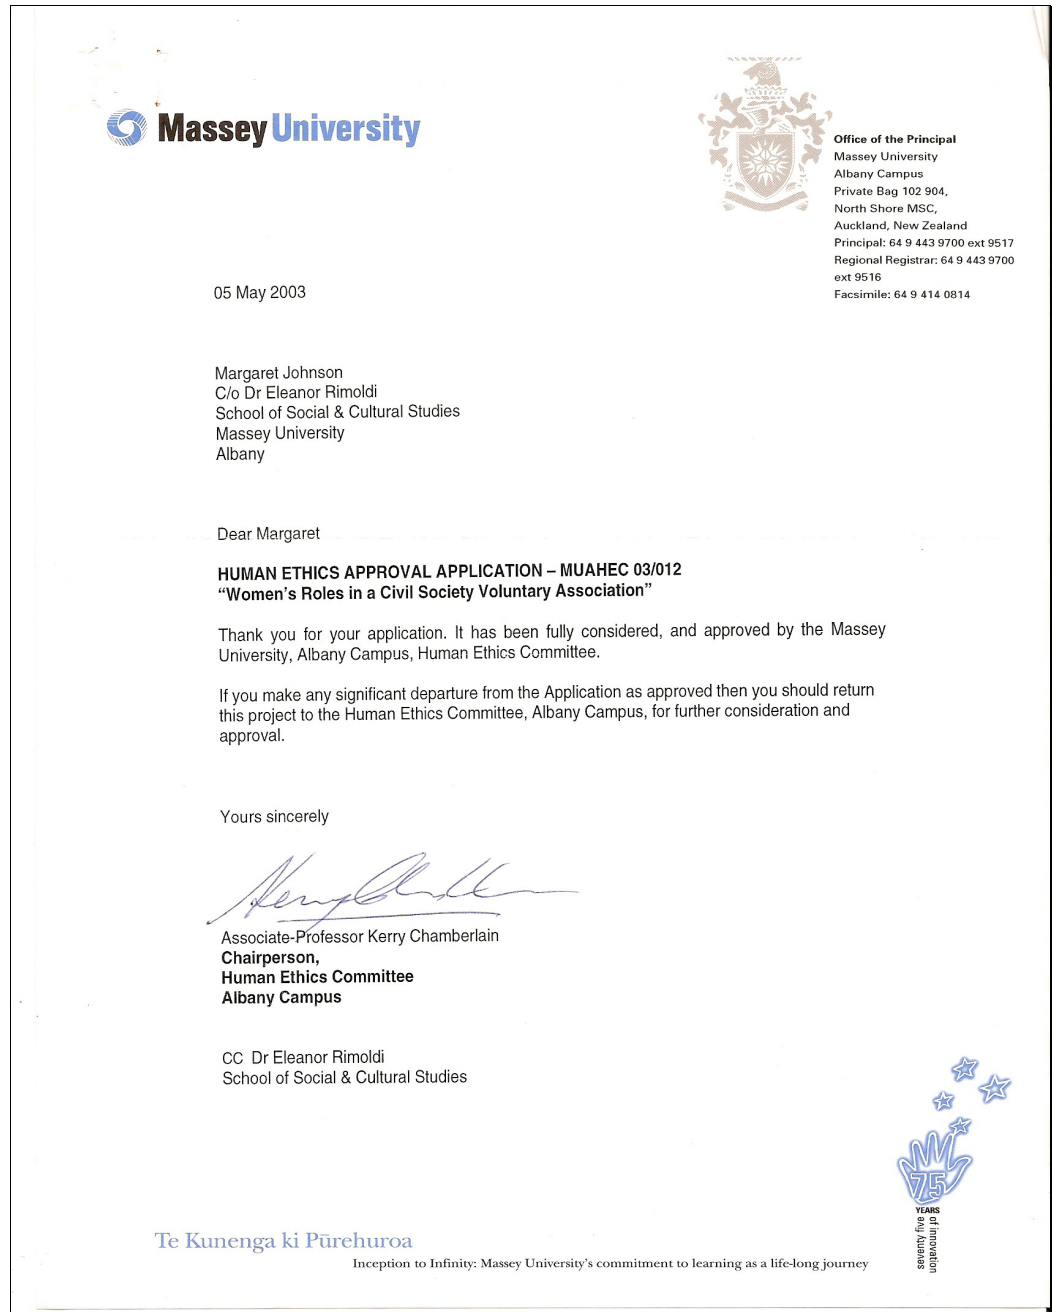 Massey University
Office of the Principal
Massey University
Albany Campus
Private Bag 102 904,
North Shore MSC,
Auckland, New Zealand
Principal: 64 9 443 9700 ext 9517
Regional Registrar: 64 9 443 9700
ext 9516
Facsimile: 64 9 414 0814
05 May 2003
Margaret Johnson
C/o Dr Eleanor Rimoldi
School of Social & Cultural Studies
Massey University
Albany
Dear Margaret
HUMAN ETHICS APPROVAL APPLICATION – MUAHEC 03/012
“Women's Roles in a Civil Society Voluntary Association”
Thank you for your application. It has been fully considered, and approved by the Massey
University, Albany Campus, Human Ethics Committee.
If you make any significant departure from the Application as approved then you should return
this project to the Human Ethics Committee, Albany Campus, for further consideration and
approval.
Yours sincerely
Associate-Professor Kerry Chamberlain
Chairperson,
Human Ethics Committee
Albany Campus
CC Dr Eleanor Rimoldi
School of Social & Cultural Studies
75
YEARS
of innovation
seventy five
Te Kunenga ki Pūrehuroa
Inception to Infinity: Massey University's commitment to learning as a life-long journey